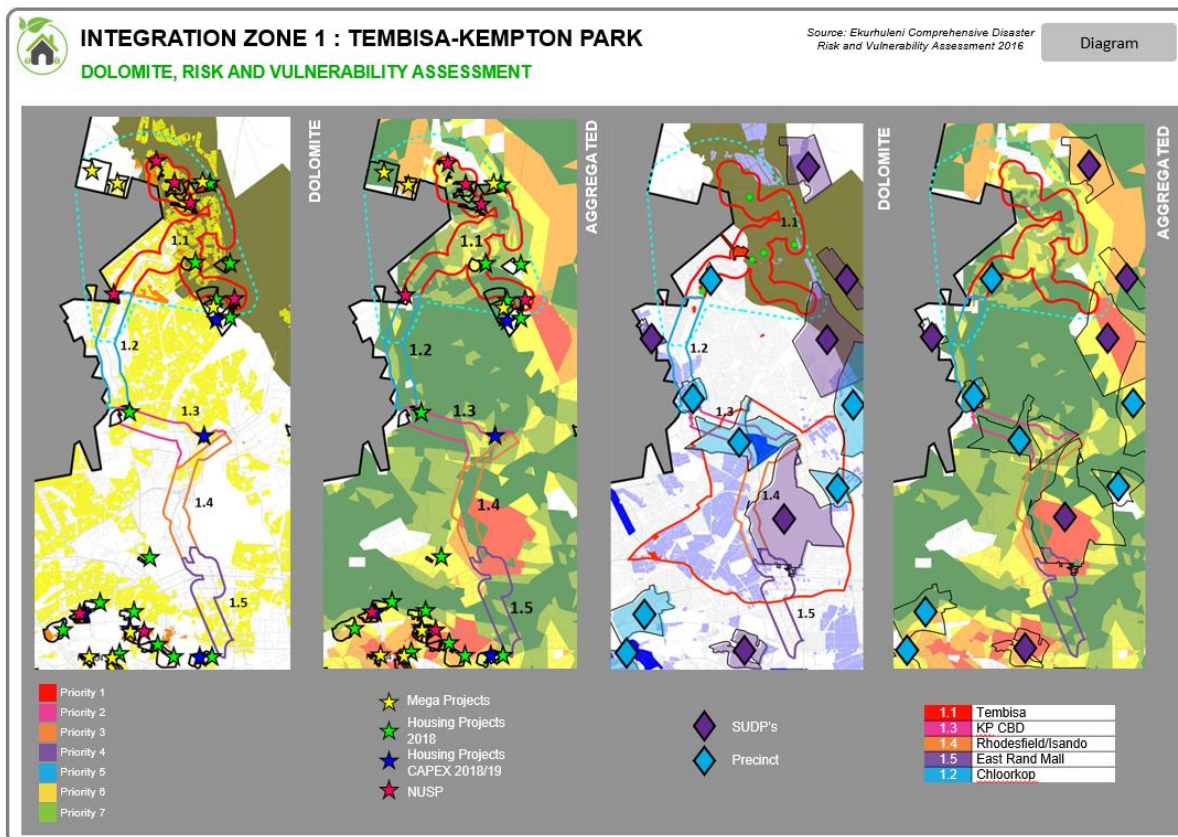 INTEGRATION ZONE 1 : TEMBISA-KEMPTON PARK
DOLOMITE, RISK AND VULNERABILITY ASSESSMENT
Source: Ekurhuleni Comprehensive Disaster
Risk and Vulnerability Assessment 2016
Diagram
DOLOMITE
1.1
1.2
1.3
1.4
1.5
AGGREGATED
1.1
1.2
1.3
1.4
1.5
DOLOMITE
1.1
1.2
1.3
1.4
1.5
AGGREGATED
Priority 1
Priority 2
Priority 3
Priority 4
Priority 5
Priority 6
Priority 7
Mega Projects
Housing Projects
2018
Housing Projects
CAPEX 2018/19
NUSP
SUDP's
Precinct
1.1 Tembisa
1.3 KP CBD
1.4 Rhodesfield/Isando
1.5 East Rand Mall
1.2 Chloorkop